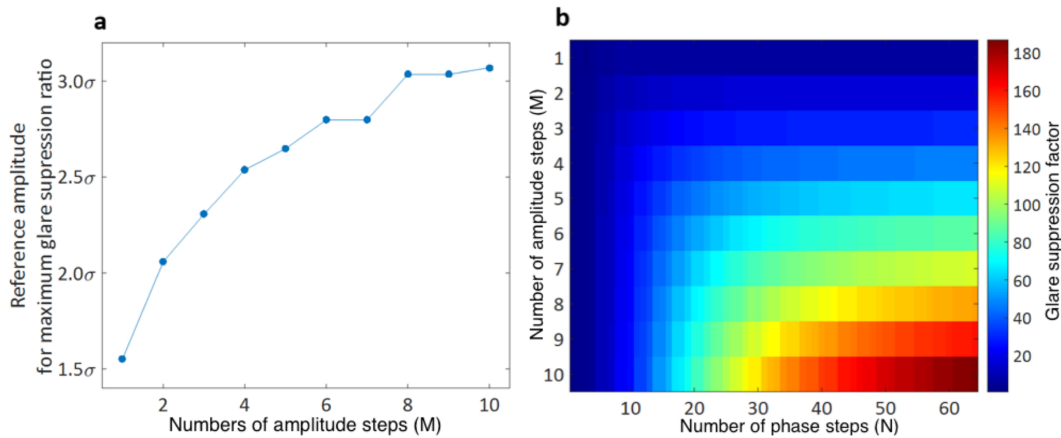 a
Reference amplitude
for maximum glare supression ratio
3.0σ
2.5σ
2.0σ
1.5σ
2 4 6 8 10
Numbers of amplitude steps (M)
b
Number of amplitude steps (M)
1
2
3
4
5
6
7
8
9
10
10 20 30 40 50 60
Number of phase steps (N)
180
160
140
120
100
80
60
40
20
Glare suppression factor